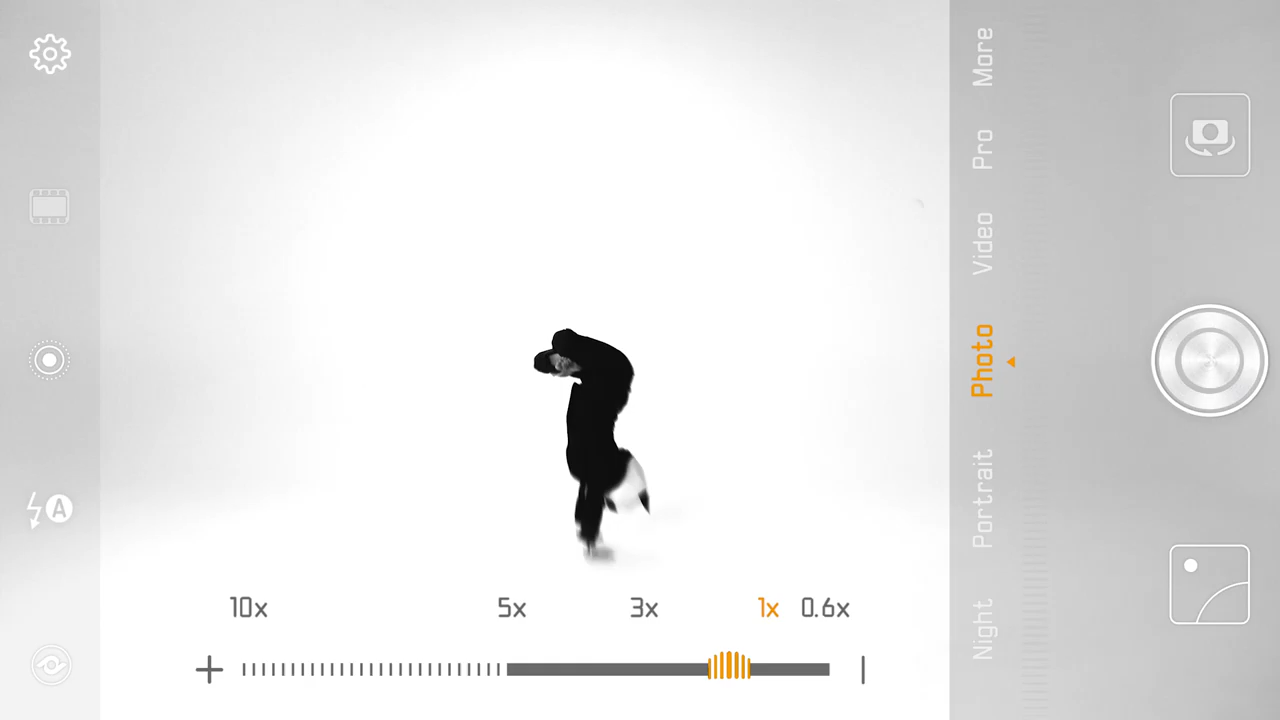 More
Pro
Video
Photo
Portrait
Night
A
10x 5x 3x 1x 0.6x